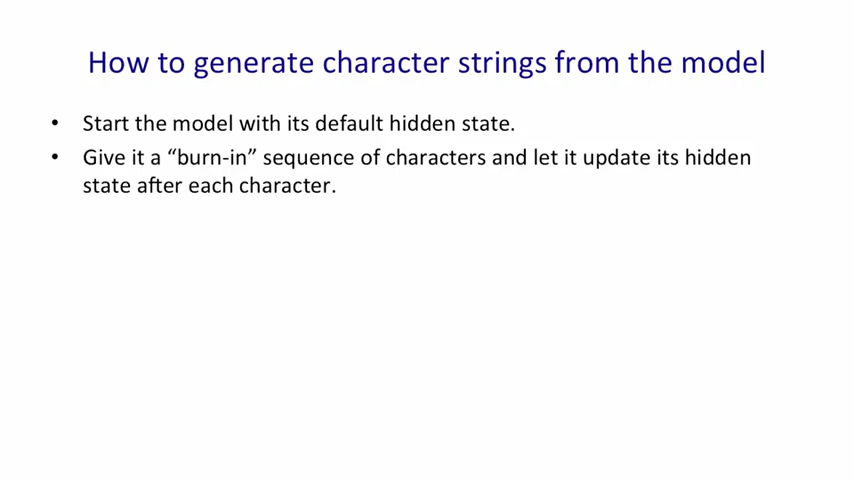 How to generate character strings from the model
• Start the model with its default hidden state.
• Give it a “burn-in” sequence of characters and let it update its hidden
state after each character.